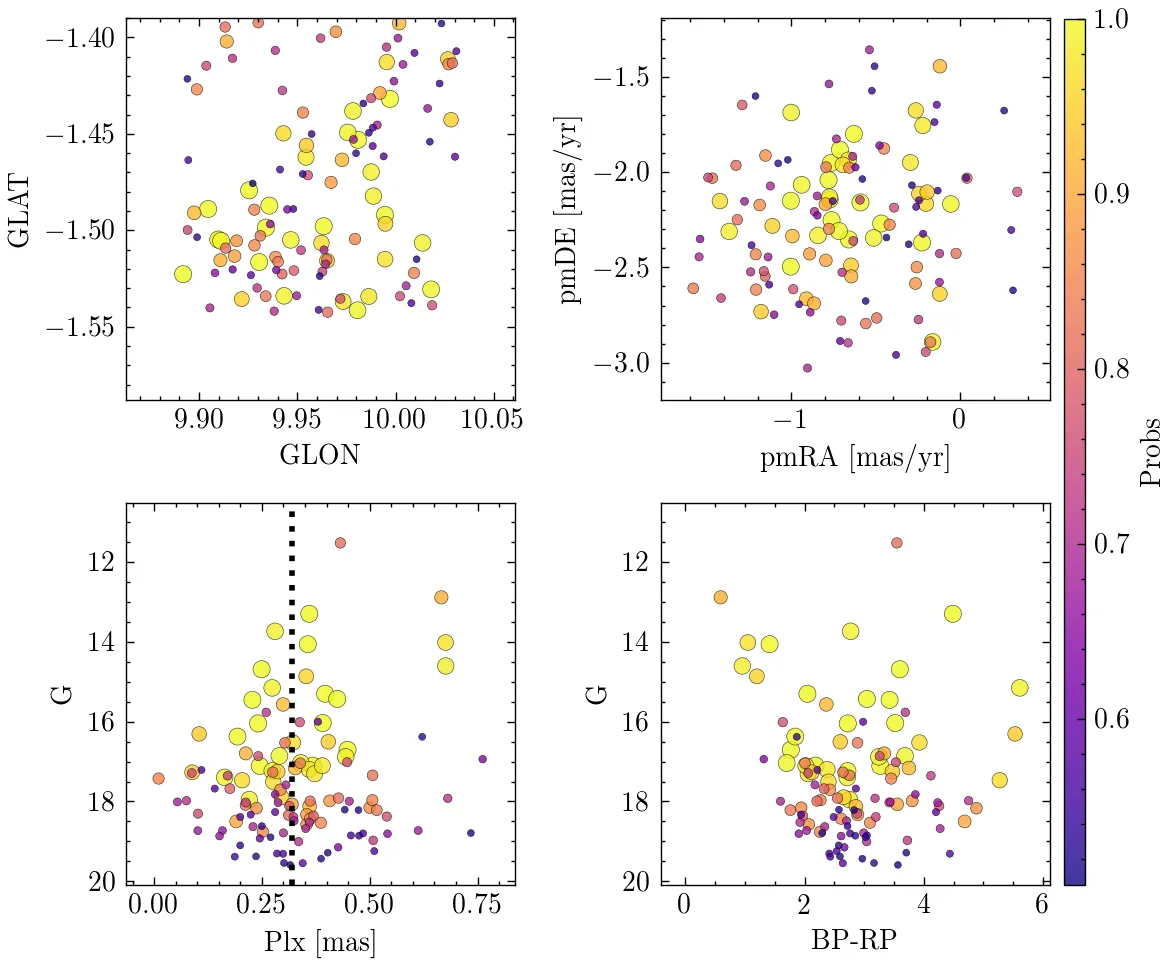 −1.40
−1.45
−1.50
−1.55
GLAT
9.90 9.95 10.00 10.05
GLON
−1.5
−2.0
−2.5
−3.0
pmDE [mas/yr]
−1 0
pmRA [mas/yr]
12
14
16
18
20
G
0.00 0.25 0.50 0.75
Plx [mas]
12
14
16
18
20
G
0 2 4 6
BP-RP
1.0
0.9
0.8
0.7
0.6
Probs